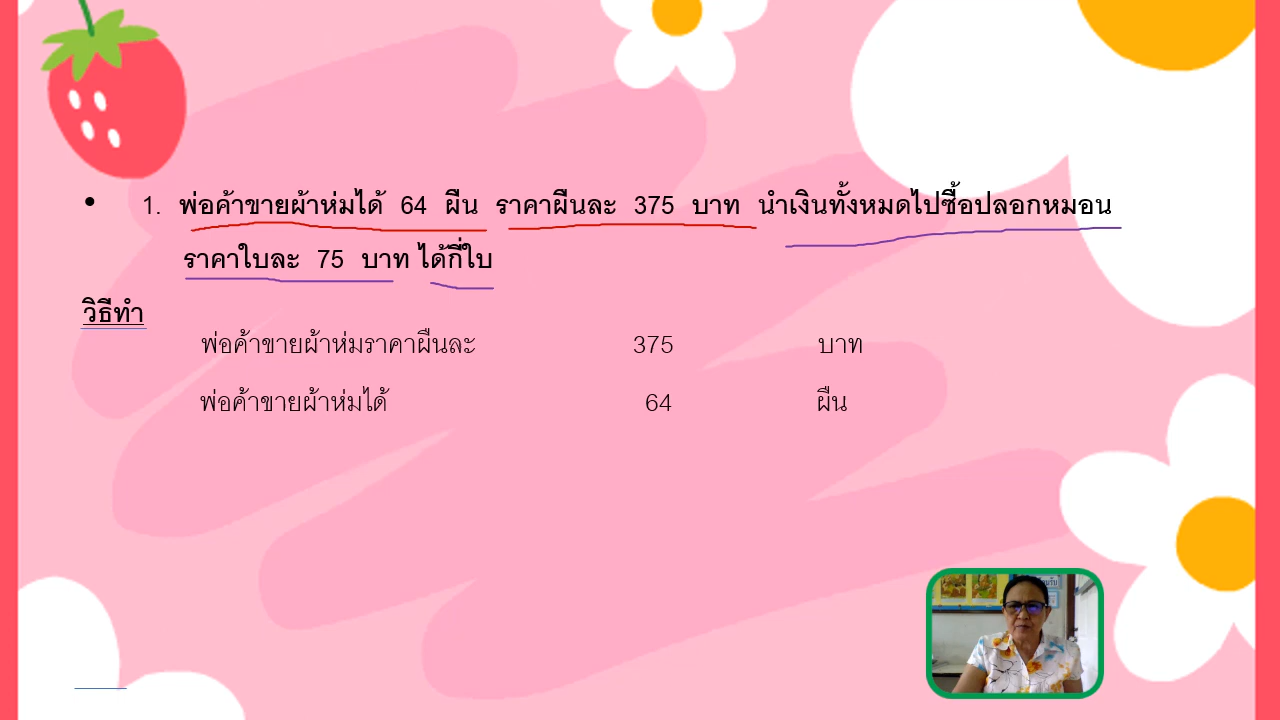 • 1. พ่อค้าขายผ้าห่มได้ 64 ผืน ราคาผืนละ 375 บาท นำเงินทั้งหมดไปซื้อปลอกหมอน
ราคาใบละ 75 บาท ได้กี่ใบ
วิธีทำ
พ่อค้าขายผ้าห่มราคาผืนละ 375 บาท
พ่อค้าขายผ้าห่มได้ 64 ผืน